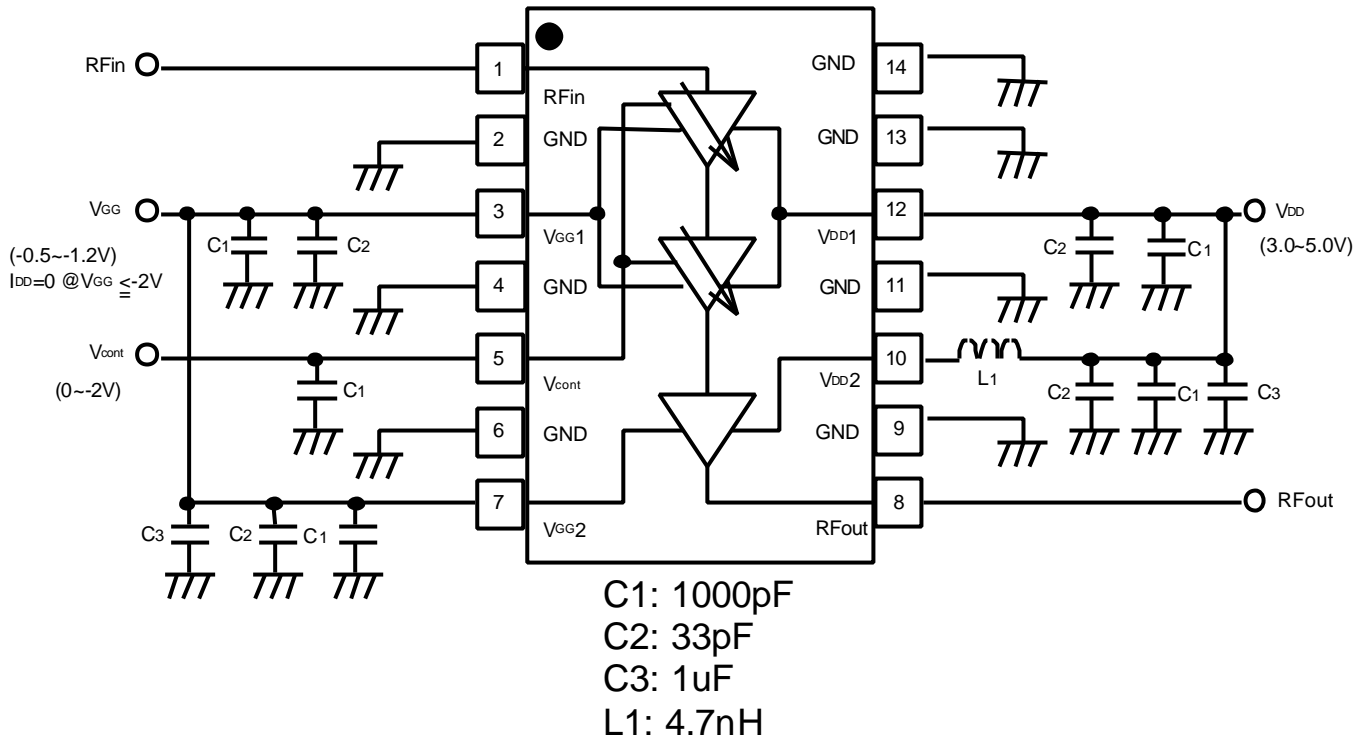 RFin
1
RFin
GND
14
2
GND
GND
13
VGG
3
VGG1
VDD1
12
VDD
(-0.5~-1.2V)
IDD=0 @VGG ≦-2V
C1
C2
C2
C1
(3.0~5.0V)
4
GND
GND
11
Vcont
5
Vcont
VDD2
10
L1
(0~-2V)
C1
C2
C1
C3
6
GND
GND
9
7
VGG2
RFout
8
RFout
C3
C2
C1
C1: 1000pF
C2: 33pF
C3: 1uF
L1: 4.7nH